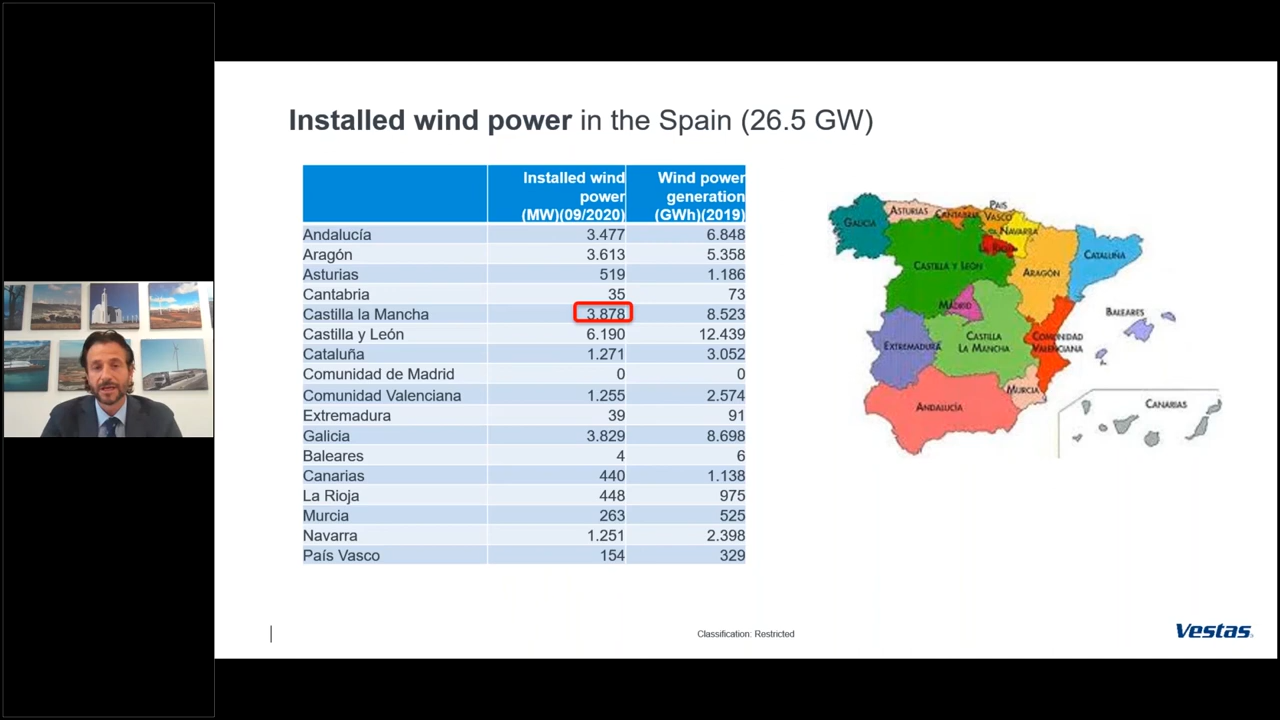 Installed wind power in the Spain (26.5 GW)
Installed wind power (MW)(09/2020) Wind power generation (GWh)(2019)
Andalucía 3.477 6.848
Aragón 3.613 5.358
Asturias 519 1.186
Cantabria 35 73
Castilla la Mancha 3.878 8.523
Castilla y León 6.190 12.439
Cataluña 1.271 3.052
Comunidad de Madrid 0 0
Comunidad Valenciana 1.255 2.574
Extremadura 39 91
Galicia 3.829 8.698
Baleares 4 6
Canarias 440 1.138
La Rioja 448 975
Murcia 263 525
Navarra 1.251 2.398
País Vasco 154 329
GALICIA
ASTURIAS
CANTABRIA
PAIS
VASCO
NAVARRA
LA RIOJA
CASTILLA Y LEÓN
ARAGÓN
CATALUÑA
MADRID
BALEARES
EXTREMADURA
CASTILLA
LA MANCHA
COMUNIDAD
VALENCIANA
MURCIA
ANDALUCÍA
CANARIAS
Classification: Restricted
Vestas